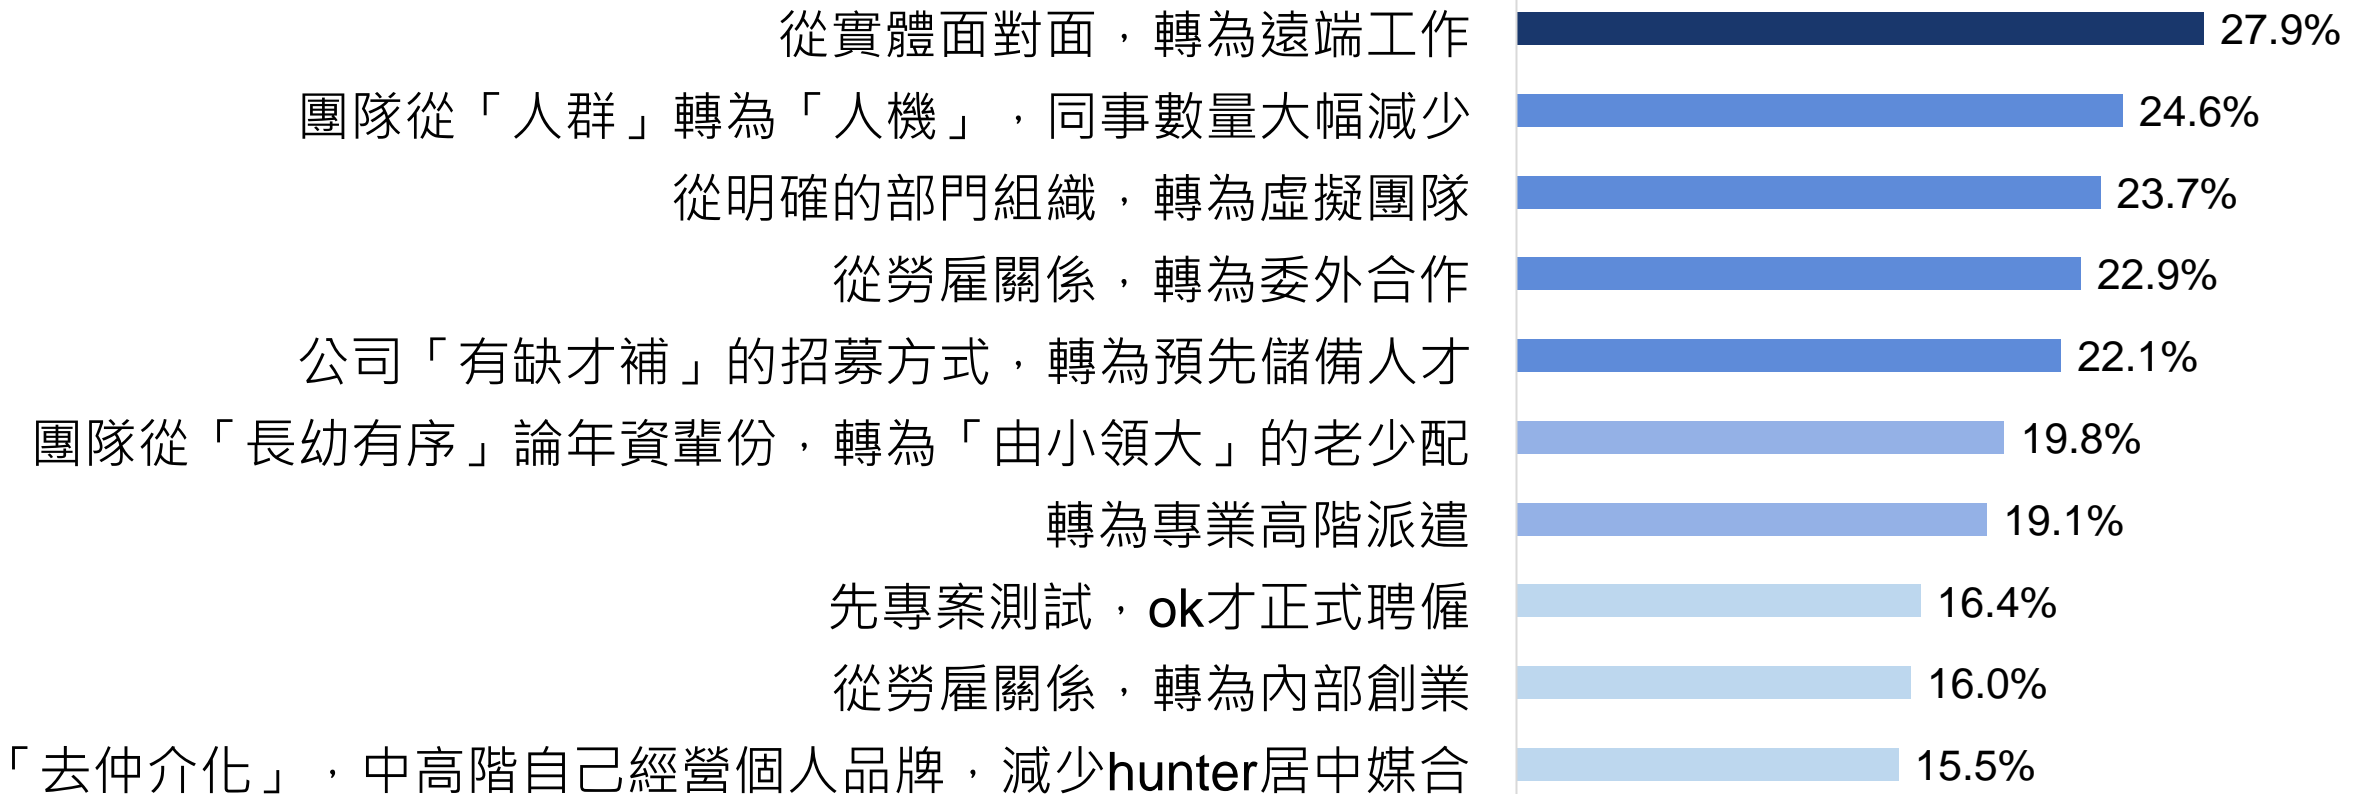 從實體面對面，轉為遠端工作 27.9%
團隊從「人群」轉為「人機」，同事數量大幅減少 24.6%
從明確的部門組織，轉為虛擬團隊 23.7%
從勞雇關係，轉為委外合作 22.9%
公司「有缺才補」的招募方式，轉為預先儲備人才 22.1%
團隊從「長幼有序」論年資輩份，轉為「由小領大」的老少配 19.8%
轉為專業高階派遣 19.1%
先專案測試，ok才正式聘僱 16.4%
從勞雇關係，轉為內部創業 16.0%
「去仲介化」，中高階自己經營個人品牌，減少hunter居中媒合 15.5%